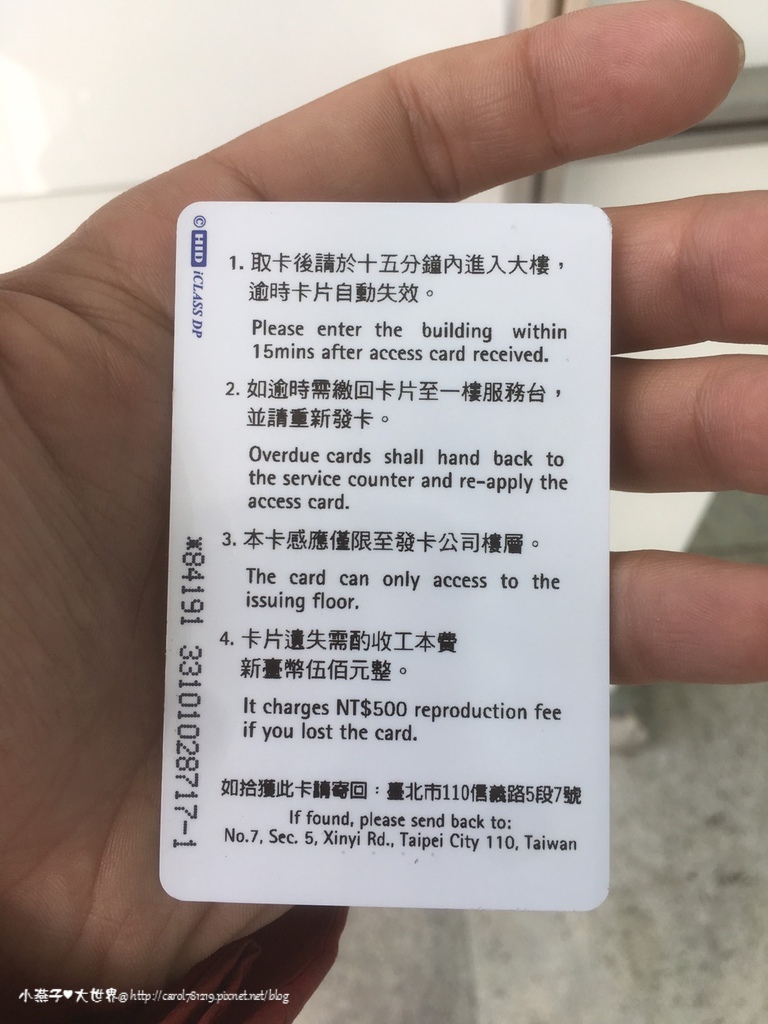 ©HID iCLASS DP
1. 取卡後請於十五分鐘內進入大樓，
逾時卡片自動失效。
Please enter the building within
15mins after access card received.
2. 如逾時需繳回卡片至一樓服務台，
並請重新發卡。
Overdue cards shall hand back to
the service counter and re-apply the
access card.
3. 本卡感應僅限至發卡公司樓層。
The card can only access to the
issuing floor.
4. 卡片遺失需酌收工本費
新臺幣伍佰元整。
It charges NT$500 reproduction fee
if you lost the card.
如拾獲此卡請寄回：臺北市110信義路5段7號
If found, please send back to:
No.7, Sec. 5, Xinyi Rd., Taipei City 110, Taiwan
*84191 33101028717-1
小燕子♥大世界@http://carol781219.pixnet.net/blog